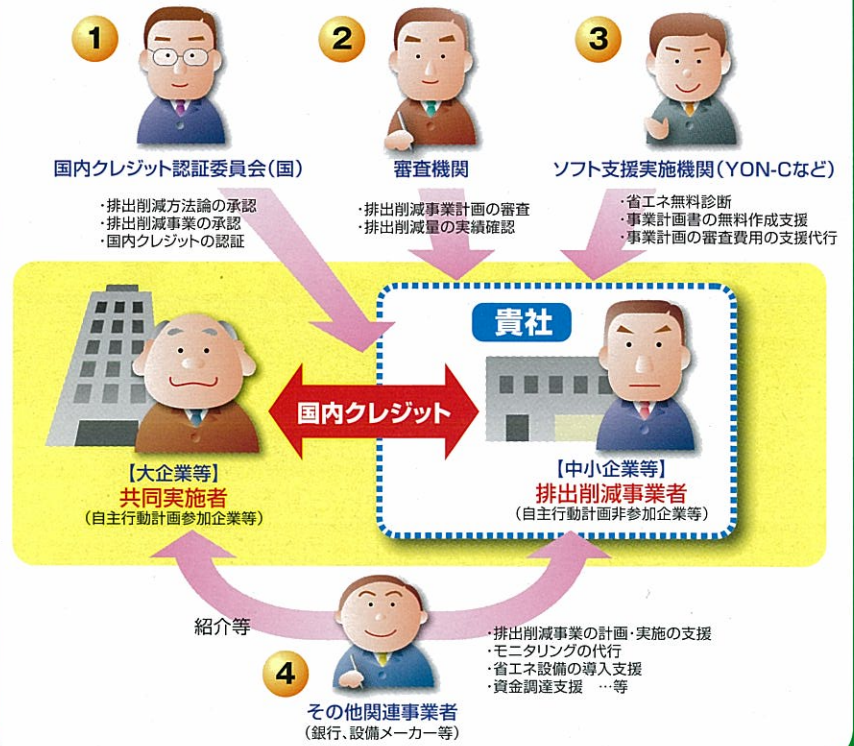 1
国内クレジット認証委員会(国)
・排出削減方法論の承認
・排出削減事業の承認
・国内クレジットの認証
2
審査機関
・排出削減事業計画の審査
・排出削減量の実績確認
3
ソフト支援実施機関(YON-Cなど)
・省エネ無料診断
・事業計画書の無料作成支援
・事業計画の審査費用の支援代行
貴社
国内クレジット
【大企業等】
共同実施者
(自主行動計画参加企業等)
【中小企業等】
排出削減事業者
(自主行動計画非参加企業等)
紹介等
4
その他関連事業者
(銀行、設備メーカー等)
・排出削減事業の計画・実施の支援
・モニタリングの代行
・省エネ設備の導入支援
・資金調達支援 …等